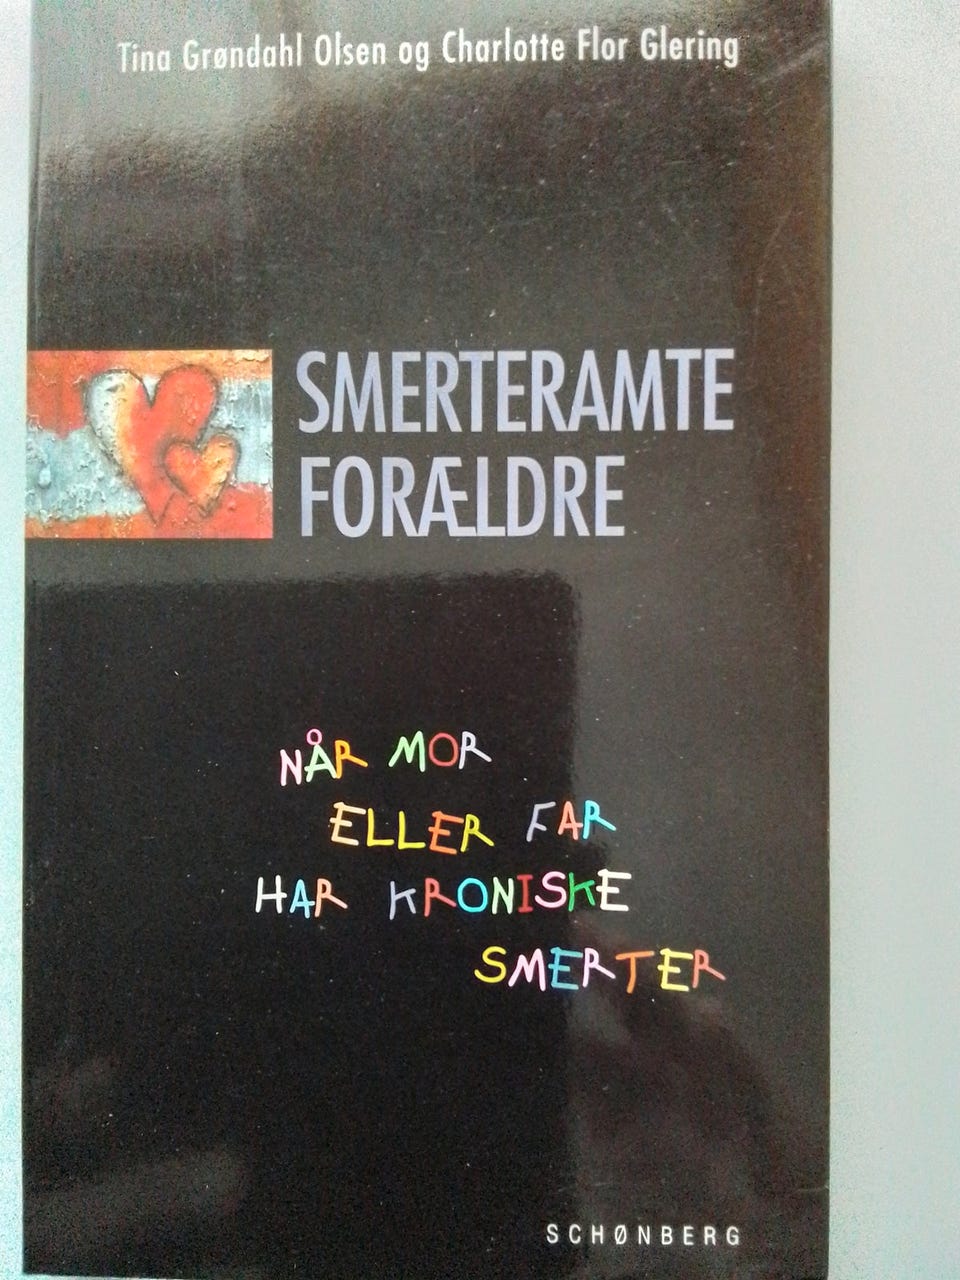 Tina Grøndahl Olsen og Charlotte Flor Glering
SMERTERAMTE
FORÆLDRE
NÅR MOR
ELLER FAR
HAR KRONISKE
SMERTER
SCHØNBERG